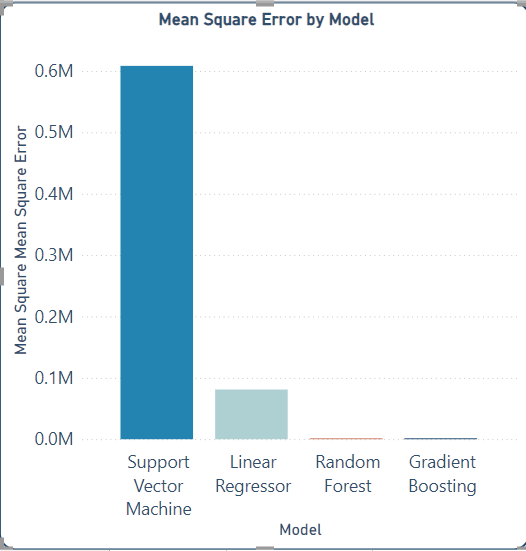 Mean Square Error by Model
Mean Square Mean Square Error
0.6M
0.5M
0.4M
0.3M
0.2M
0.1M
0.0M
Support Vector Machine
Linear Regressor
Random Forest
Gradient Boosting
Model